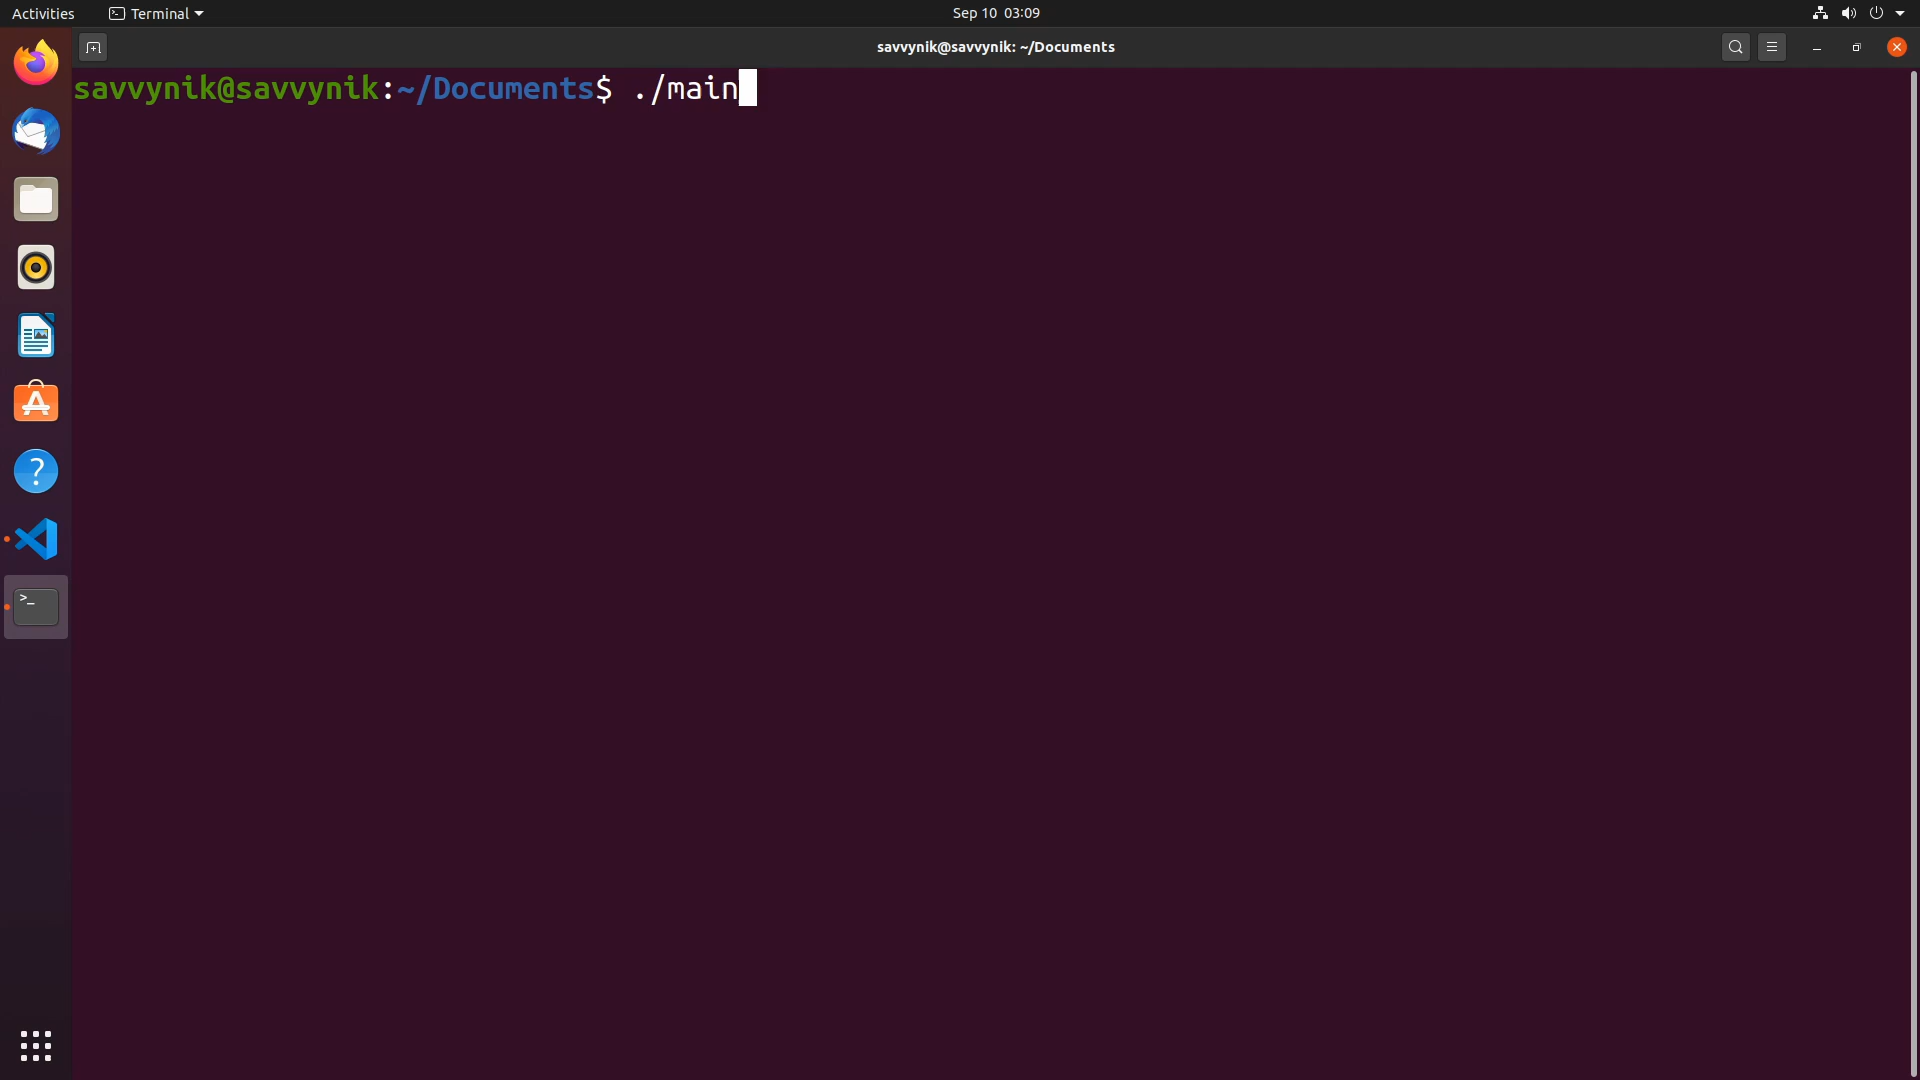 Activities
Terminal
Sep 10 03:09
savvynik@savvynik: ~/Documents
savvynik@savvynik:~/Documents$ ./main